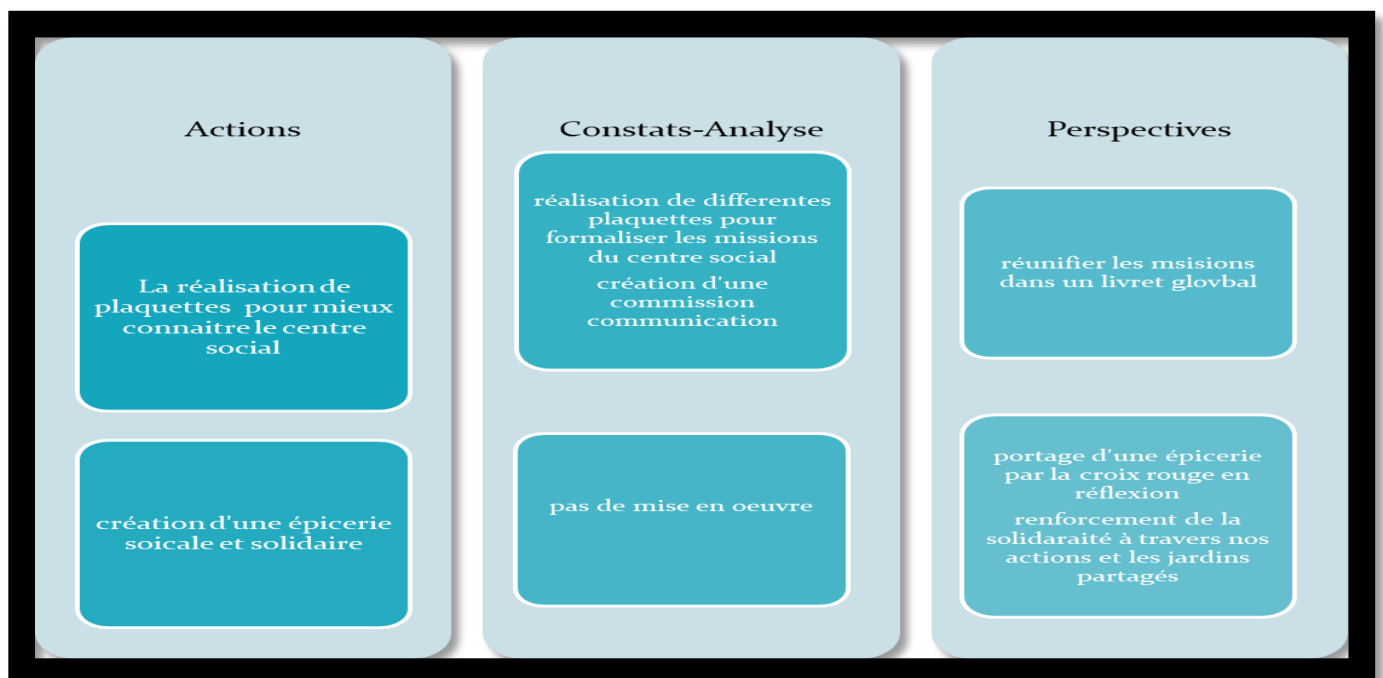 Actions
La réalisation de
plaquettes pour mieux
connaitre le centre
social
création d'une épicerie
soicale et solidaire
Constats-Analyse
réalisation de differentes
plaquettes pour
formaliser les missions
du centre social
création d'une
commission
communication
pas de mise en oeuvre
Perspectives
réunifier les msisions
dans un livret glovbal
portage d'une épicerie
par la croix rouge en
réflexion
renforcement de la
solidaraité à travers nos
actions et les jardins
partagés